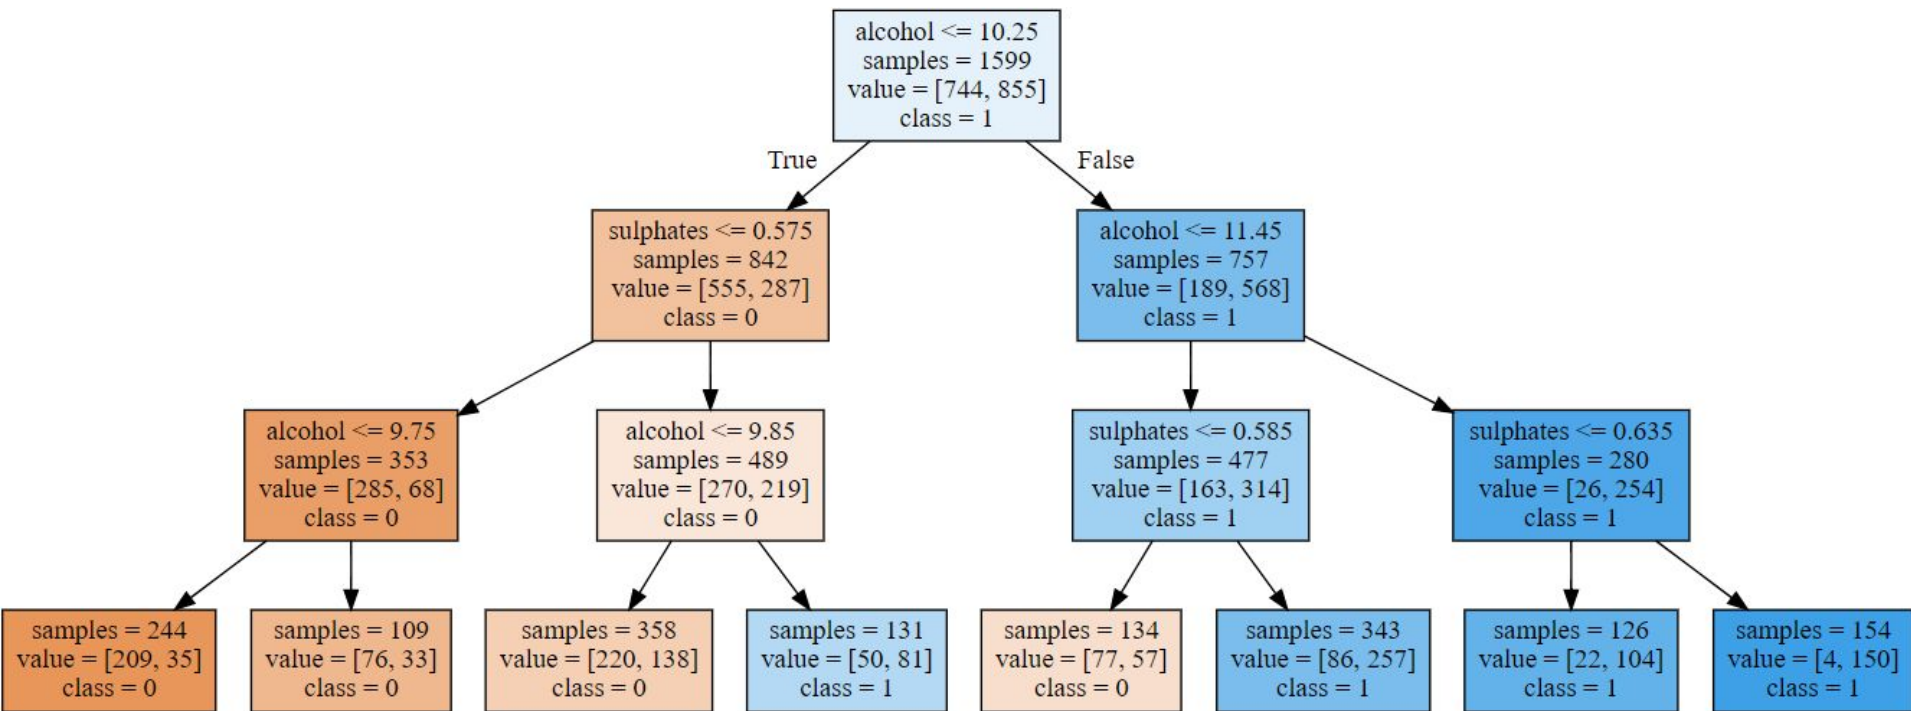 alcohol <= 10.25
samples = 1599
value = [744, 855]
class = 1
True
False
sulphates <= 0.575
samples = 842
value = [555, 287]
class = 0
alcohol <= 11.45
samples = 757
value = [189, 568]
class = 1
alcohol <= 9.75
samples = 353
value = [285, 68]
class = 0
alcohol <= 9.85
samples = 489
value = [270, 219]
class = 0
sulphates <= 0.585
samples = 477
value = [163, 314]
class = 1
sulphates <= 0.635
samples = 280
value = [26, 254]
class = 1
samples = 244
value = [209, 35]
class = 0
samples = 109
value = [76, 33]
class = 0
samples = 358
value = [220, 138]
class = 0
samples = 131
value = [50, 81]
class = 1
samples = 134
value = [77, 57]
class = 0
samples = 343
value = [86, 257]
class = 1
samples = 126
value = [22, 104]
class = 1
samples = 154
value = [4, 150]
class = 1